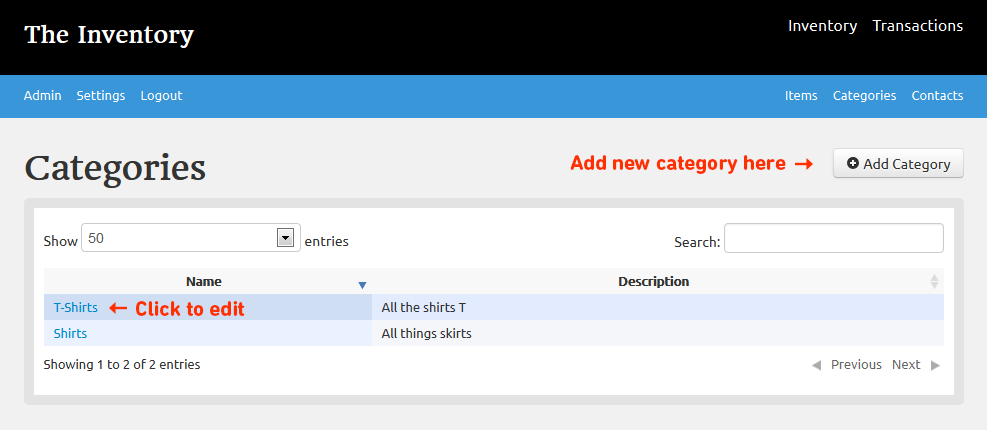 The Inventory
Inventory Transactions
Admin Settings Logout
Items Categories Contacts
Categories
Add new category here →
Add Category
Show 50 entries
Search:
Name Description
T-Shirts ← Click to edit All the shirts T
Shirts All things skirts
Showing 1 to 2 of 2 entries
Previous Next